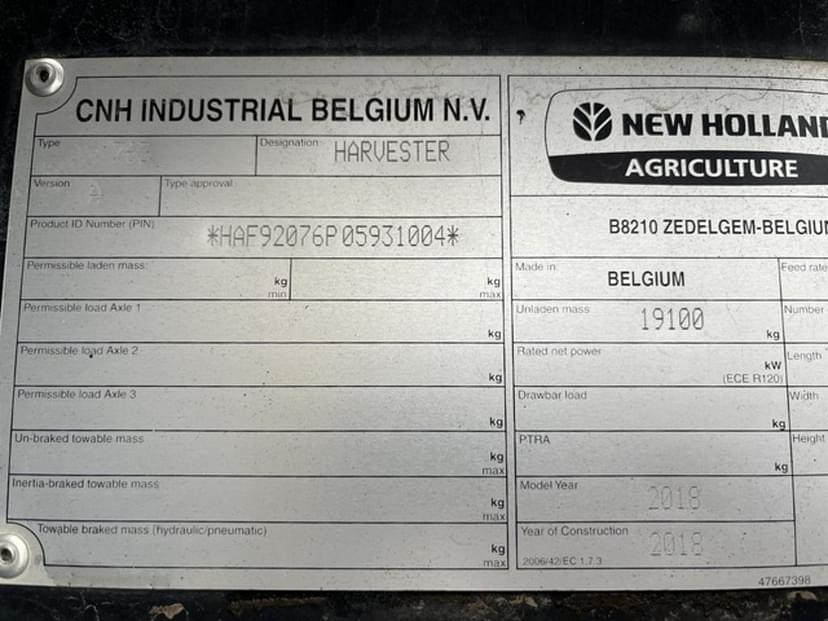 CNH INDUSTRIAL BELGIUM N.V.
Type
Designation HARVESTER
Version A
Type approval
Product ID Number (PIN)
*HAF92076P05931004*
Permissible laden mass:
kg
min
kg
max
Permissible load Axle 1
kg
Permissible load Axle 2
kg
Permissible load Axle 3
kg
Un-braked towable mass
kg
max
Inertia-braked towable mass
kg
max
Towable braked mass (hydraulic/pneumatic)
kg
max
NEW HOLLAND
AGRICULTURE
B8210 ZEDELGEM-BELGIUM
Made in:
BELGIUM
Feed rate
Unladen mass
19100
kg
Number
Rated net power
kW
(ECE R120)
Length
Drawbar load
kg
Width
PTRA
kg
Height
Model Year
2018
Year of Construction
2018
2006/42/EC 1.7.3
47667398